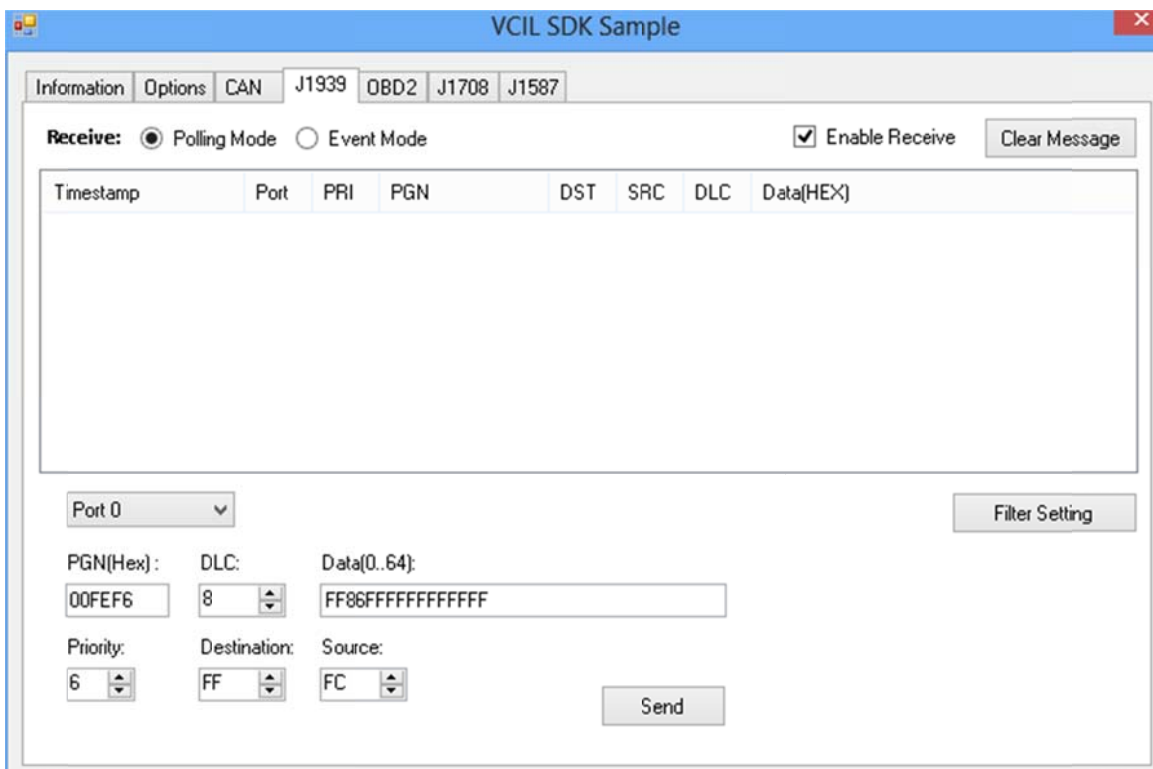 VCIL SDK Sample
Information Options CAN J1939 OBD2 J1708 J1587
Receive: Polling Mode Event Mode Enable Receive Clear Message
Timestamp Port PRI PGN DST SRC DLC Data(HEX)
Port 0 Filter Setting
PGN(Hex) : DLC: Data(0..64):
00FEF6 8 FF86FFFFFFFFFFFF
Priority: Destination: Source:
6 FF FC
Send